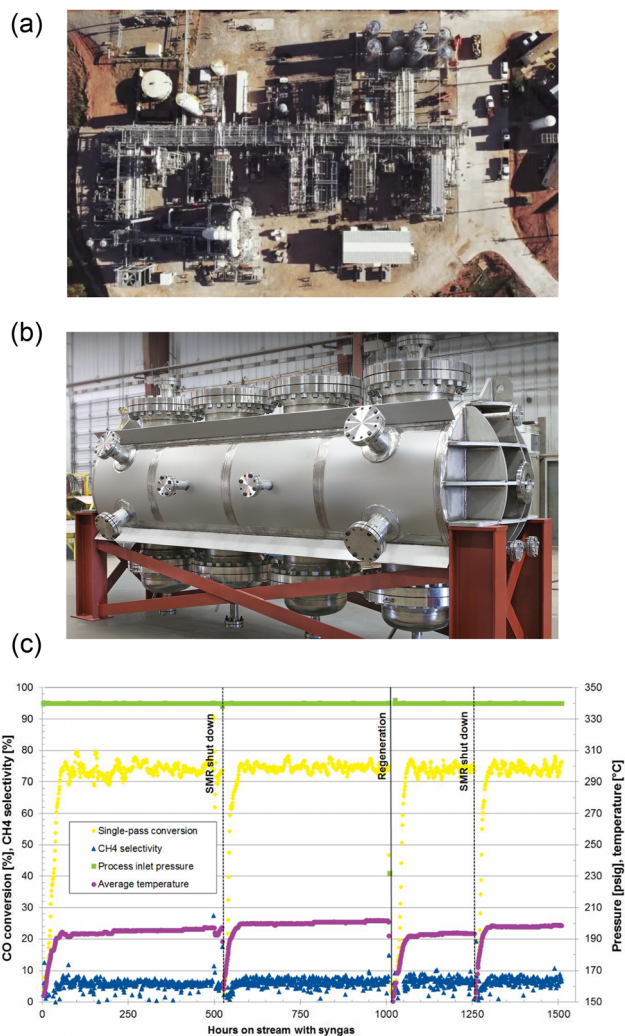 (a)
(b)
(c)
100
90
80
70
60
50
40
30
20
10
0
CO conversion [%], CH4 selectivity [%]
350
330
310
290
270
250
230
210
190
170
150
Pressure [psig], temperature [°C]
SMR shut down
Regeneration
SMR shut down
Single-pass conversion
CH4 selectivity
Process inlet pressure
Average temperature
0 250 500 750 1000 1250 1500
Hours on stream with syngas